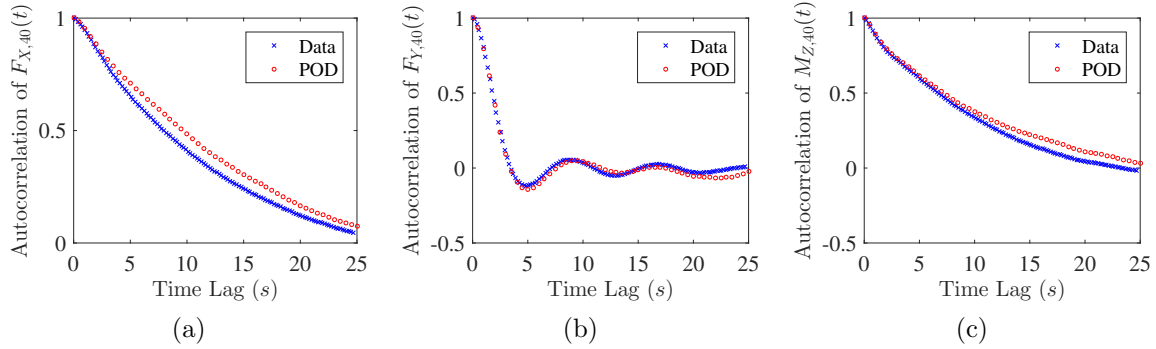 Autocorrelation of F_{X,40}(t)
1
0.5
0
0 5 10 15 20 25
Time Lag (s)
Data
POD
(a)
Autocorrelation of F_{Y,40}(t)
1
0.5
0
-0.5
0 5 10 15 20 25
Time Lag (s)
Data
POD
(b)
Autocorrelation of M_{Z,40}(t)
1
0.5
0
-0.5
0 5 10 15 20 25
Time Lag (s)
Data
POD
(c)